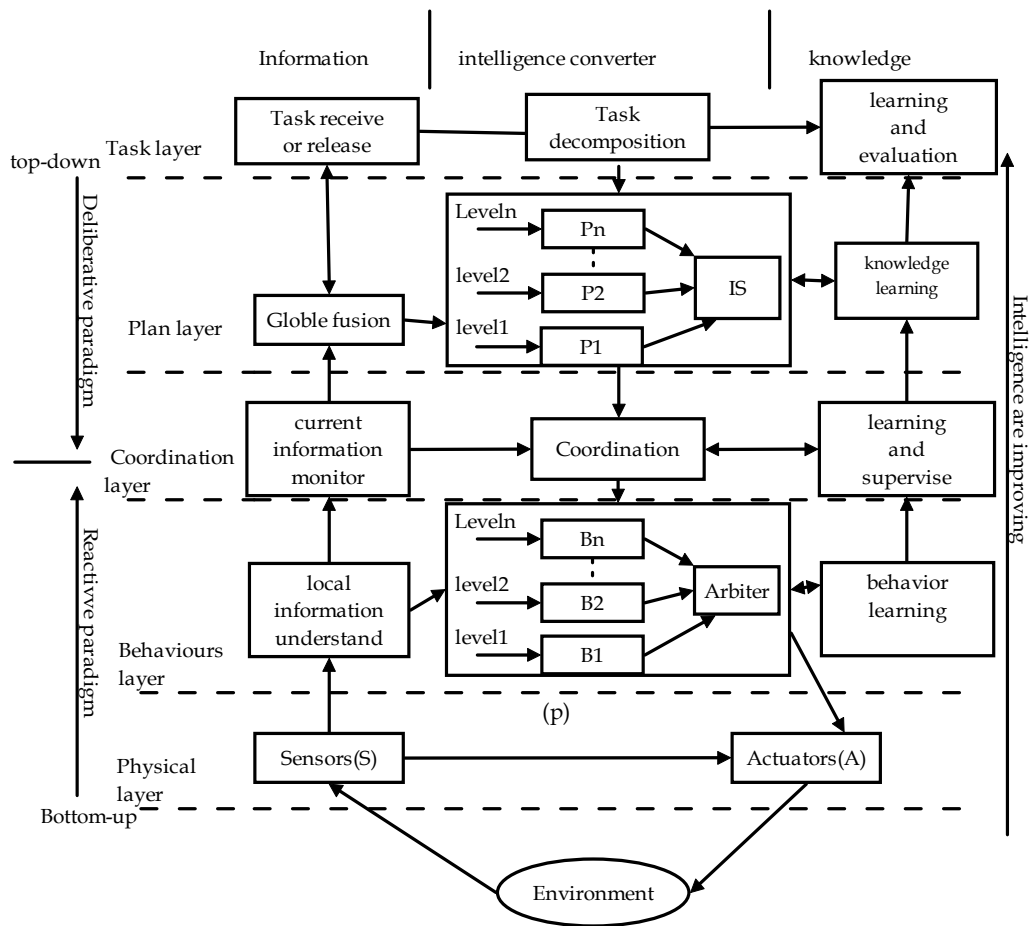 Information
intelligence converter
knowledge
Task receive
or release
Task
decomposition
learning
and
evaluation
Task layer
top-down
Deliberative paradigm
Leveln
Pn
level2
P2
IS
level1
P1
knowledge
learning
Globle fusion
Plan layer
Intelligence are improving
current
information
monitor
Coordination
learning
and
supervise
Coordination
layer
Reactivve paradigm
Leveln
Bn
level2
B2
Arbiter
level1
B1
local
information
understand
behavior
learning
Behaviours
layer
(p)
Sensors(S)
Actuators(A)
Physical
layer
Bottom-up
Environment